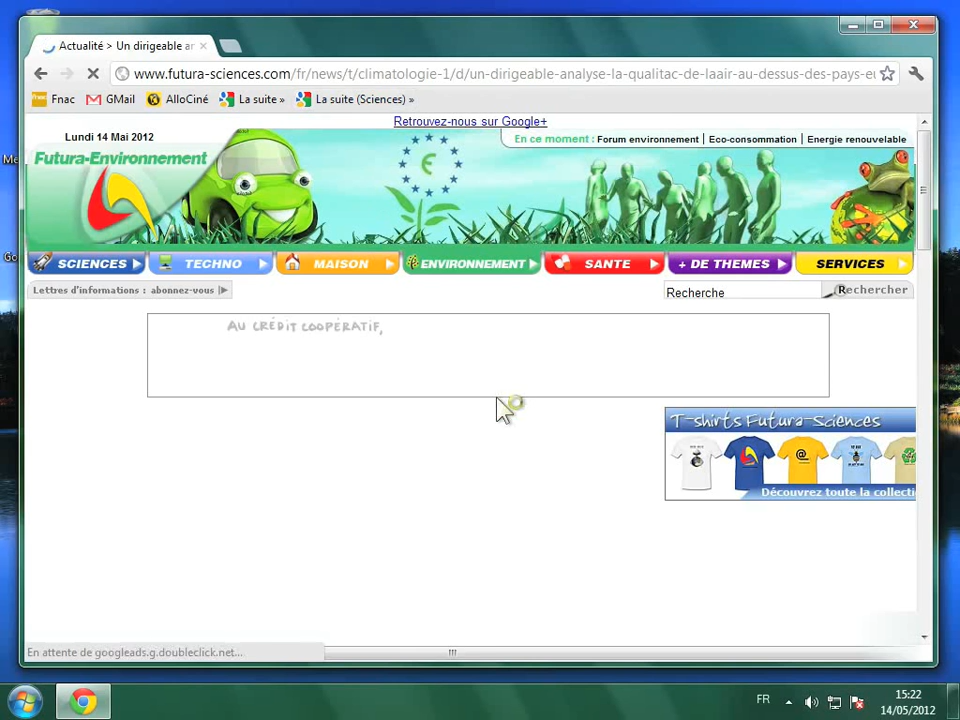 Actualité > Un dirigeable ar
www.futura-sciences.com/fr/news/t/climatologie-1/d/un-dirigeable-analyse-la-qualitac-de-laair-au-dessus-des-pays-eu
Fnac GMail AlloCiné La suite » La suite (Sciences) »
Retrouvez-nous sur Google+
Lundi 14 Mai 2012
En ce moment : Forum environnement | Eco-consommation | Energie renouvelable
Futura-Environnement
SCIENCES TECHNO MAISON ENVIRONNEMENT SANTE + DE THEMES SERVICES
Lettres d'informations : abonnez-vous
Recherche Rechercher
AU CRÉDIT COOPÉRATIF,
T-shirts Futura-Sciences
Découvrez toute la collecti
En attente de googleads.g.doubleclick.net...
FR
15:22
14/05/2012